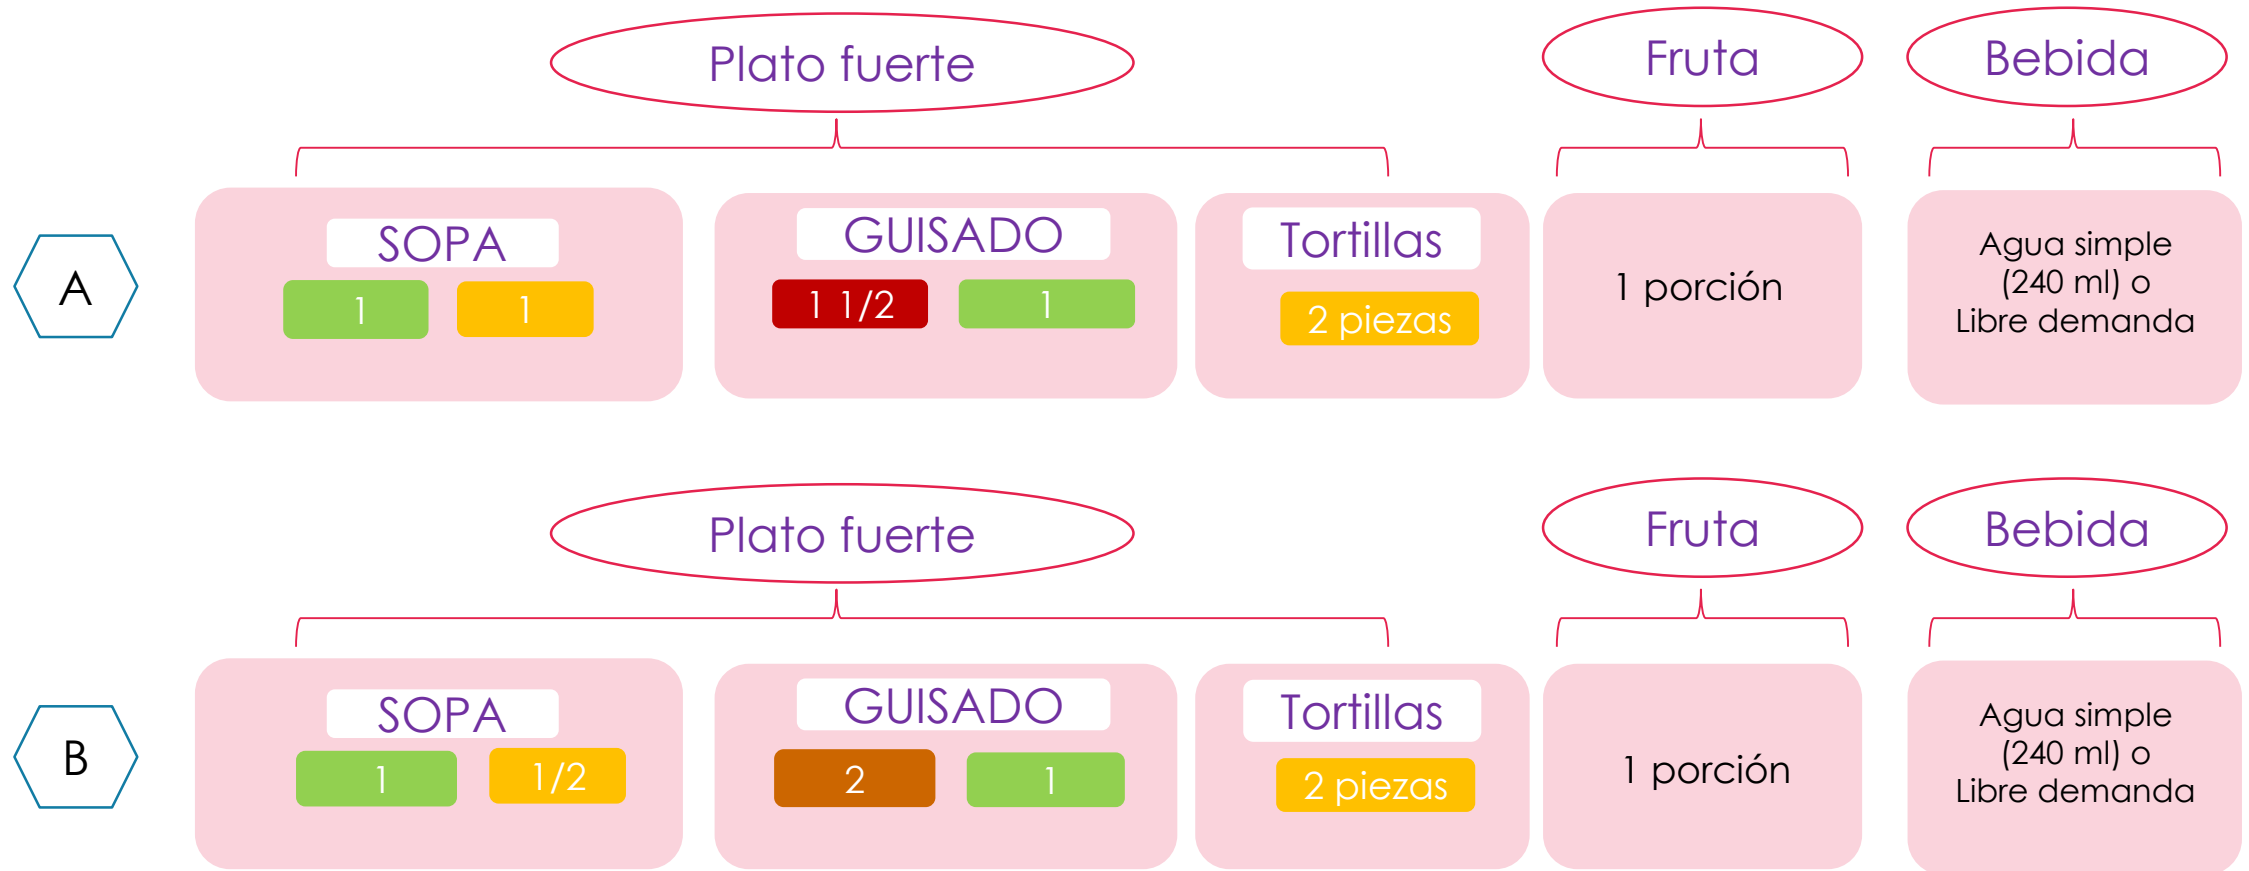 Plato fuerte
Fruta
Bebida
A
SOPA
1
1
GUISADO
1 1/2
1
Tortillas
2 piezas
1 porción
Agua simple
(240 ml) o
Libre demanda
Plato fuerte
Fruta
Bebida
B
SOPA
1
1/2
GUISADO
2
1
Tortillas
2 piezas
1 porción
Agua simple
(240 ml) o
Libre demanda